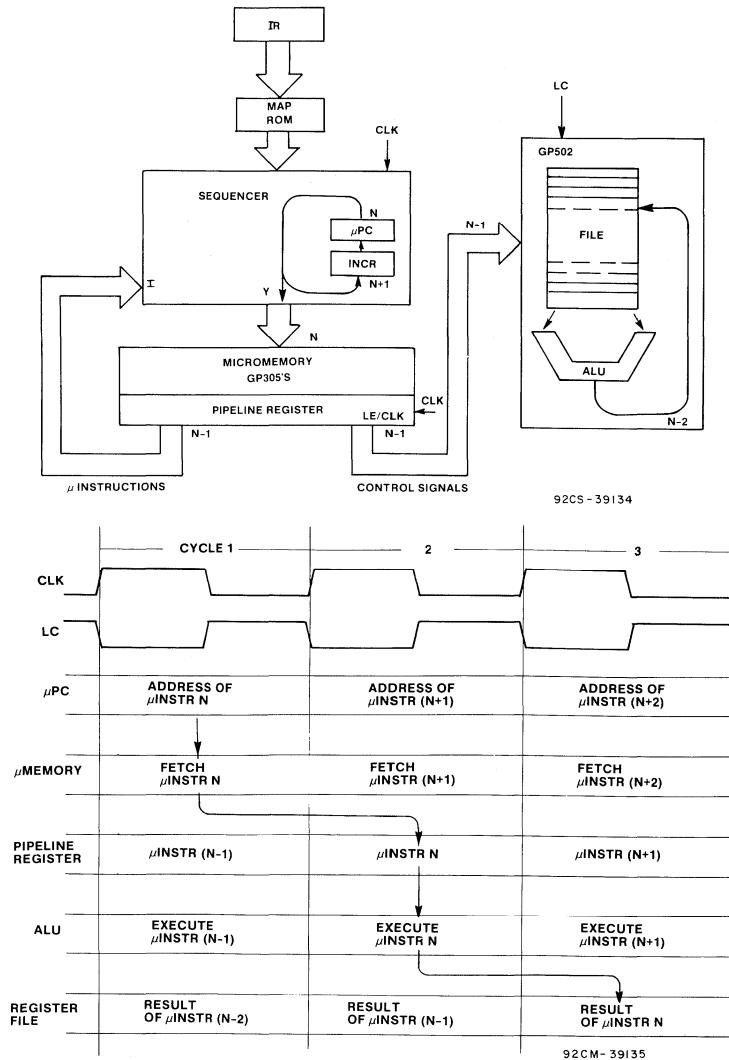 IR
MAP
ROM
CLK
SEQUENCER
N
μPC
INCR
N+1
Y
I
N
MICROMEMORY
GP305'S
PIPELINE REGISTER
LE/CLK
CLK
N-1
N-1
μ INSTRUCTIONS
CONTROL SIGNALS
N-1
LC
GP502
FILE
ALU
N-2
92CS-39134
CYCLE 1
2
3
CLK
LC
μPC
ADDRESS OF
μINSTR N
ADDRESS OF
μINSTR (N+1)
ADDRESS OF
μINSTR (N+2)
μMEMORY
FETCH
μINSTR N
FETCH
μINSTR (N+1)
FETCH
μINSTR (N+2)
PIPELINE
REGISTER
μINSTR (N-1)
μINSTR N
μINSTR (N+1)
ALU
EXECUTE
μINSTR (N-1)
EXECUTE
μINSTR N
EXECUTE
μINSTR (N+1)
REGISTER
FILE
RESULT
OF μINSTR (N-2)
RESULT
OF μINSTR (N-1)
RESULT
OF μINSTR N
92CM-39135